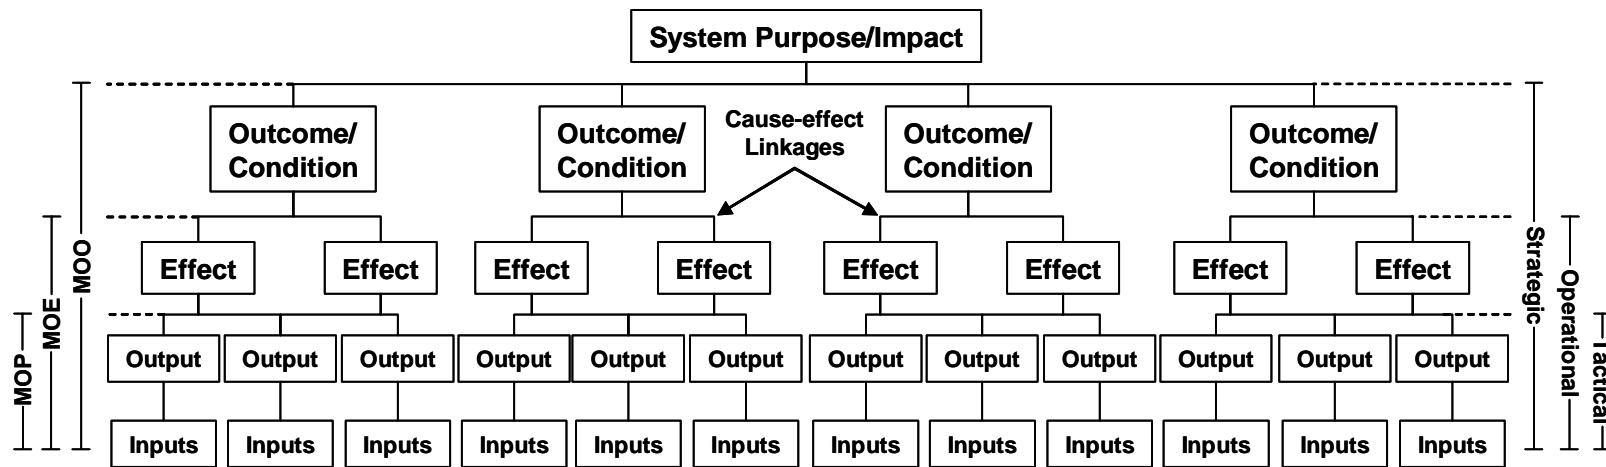 System Purpose/Impact
Cause-effect
Linkages
Outcome/
Condition
Outcome/
Condition
Outcome/
Condition
Outcome/
Condition
Effect
Effect
Effect
Effect
Effect
Effect
Effect
Effect
Output
Output
Output
Output
Output
Output
Output
Output
Output
Output
Output
Output
Inputs
Inputs
Inputs
Inputs
Inputs
Inputs
Inputs
Inputs
Inputs
Inputs
Inputs
Inputs
MOP
MOE
MOO
Strategic
Operational
Tactical